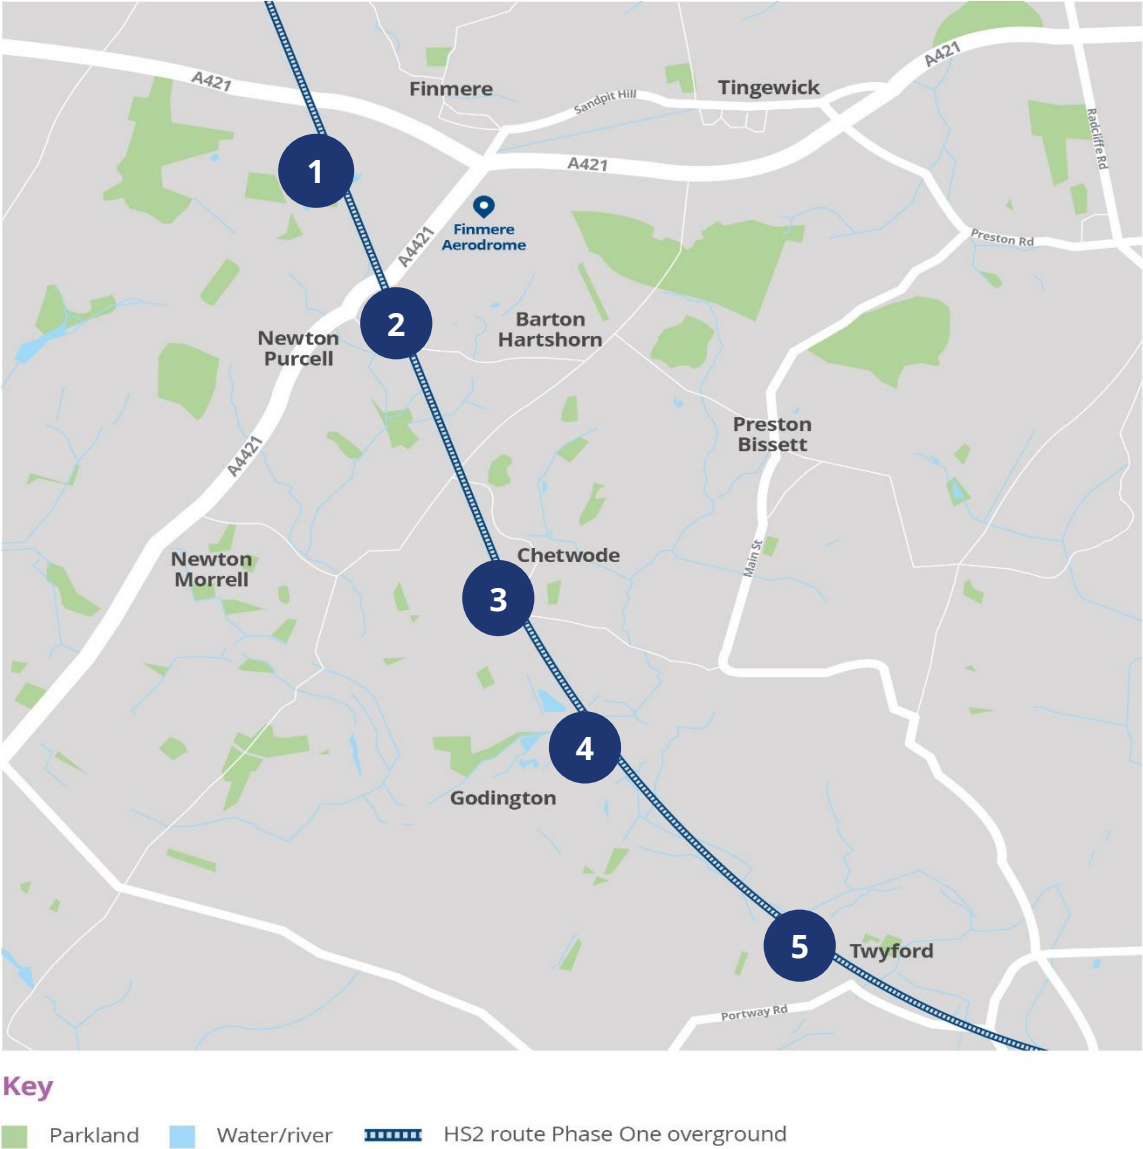 A421
Finmere
Sandpit Hill
Tingewick
A421
Radcliffe Rd
1
A421
Finmere
Aerodrome
A4421
Preston Rd
2
Newton
Purcell
Barton
Hartshorn
A4421
Preston
Bissett
Newton
Morrell
Chetwode
Main St
3
4
Godington
5
Twyford
Portway Rd
Key
Parkland
Water/river
HS2 route Phase One overground